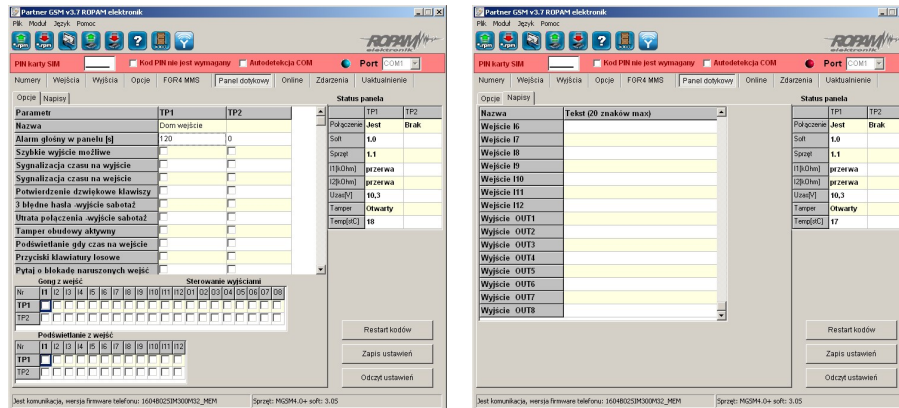 Partner GSM v3.7 ROPAM elektronik
Plik Moduł Język Pomoc
ROPAM
elektronik
PIN karty SIM Kod PIN nie jest wymagany Autodetekcja COM Port COM1
Numery Wejścia Wyjścia Opcje FGR4 MMS Panel dotykowy Online Zdarzenia Uaktualnienie
Opcje Napisy
Parametr TP1 TP2
Nazwa Dom wejście
Alarm głośny w panelu [s] 120 0
Szybkie wyjście możliwe
Sygnalizacja czasu na wyjście
Sygnalizacja czasu na wejście
Potwierdzenie dzwiękowe klawiszy
3 błędne hasła -wyjście sabotaż
Utrata połączenia -wyjście sabotaż
Tamper obudowy aktywny
Podświetlanie gdy czas na wejście
Przyciski klawiatury losowe
Pytaj o blokadę naruszonych wejść
Gong z wejść Sterowanie wyjściami
Nr I1 I2 I3 I4 I5 I6 I7 I8 I9 I10 I11 I12 O1 O2 O3 O4 O5 O6 O7 O8
TP1
TP2
Podświetlanie z wejść
Nr I1 I2 I3 I4 I5 I6 I7 I8 I9 I10 I11 I12
TP1
TP2
Status panela
TP1 TP2
Połączenie Jest Brak
Soft 1.0
Sprzęt 1.1
I1[kOhm] przerwa
I2[kOhm] przerwa
Uzas[V] 10,3
Tamper Otwarty
Temp[stC] 18
Restart kodów
Zapis ustawień
Odczyt ustawień
Jest komunikacja, wersja firmware telefonu: 1604B02SIM300M32_MEM Sprzęt: MGSM4.0+ soft: 3.05
Partner GSM v3.7 ROPAM elektronik
Plik Moduł Język Pomoc
ROPAM
elektronik
PIN karty SIM Kod PIN nie jest wymagany Autodetekcja COM Port COM1
Numery Wejścia Wyjścia Opcje FGR4 MMS Panel dotykowy Online Zdarzenia Uaktualnienie
Opcje Napisy
Nazwa Tekst (20 znaków max)
Wejście I6
Wejście I7
Wejście I8
Wejście I9
Wejście I10
Wejście I11
Wejście I12
Wyjście OUT1
Wyjście OUT2
Wyjście OUT3
Wyjście OUT4
Wyjście OUT5
Wyjście OUT6
Wyjście OUT7
Wyjście OUT8
Status panela
TP1 TP2
Połączenie Jest Brak
Soft 1.0
Sprzęt 1.1
I1[kOhm] przerwa
I2[kOhm] przerwa
Uzas[V] 10,3
Tamper Otwarty
Temp[stC] 17
Restart kodów
Zapis ustawień
Odczyt ustawień
Jest komunikacja, wersja firmware telefonu: 1604B02SIM300M32_MEM Sprzęt: MGSM4.0+ soft: 3.05